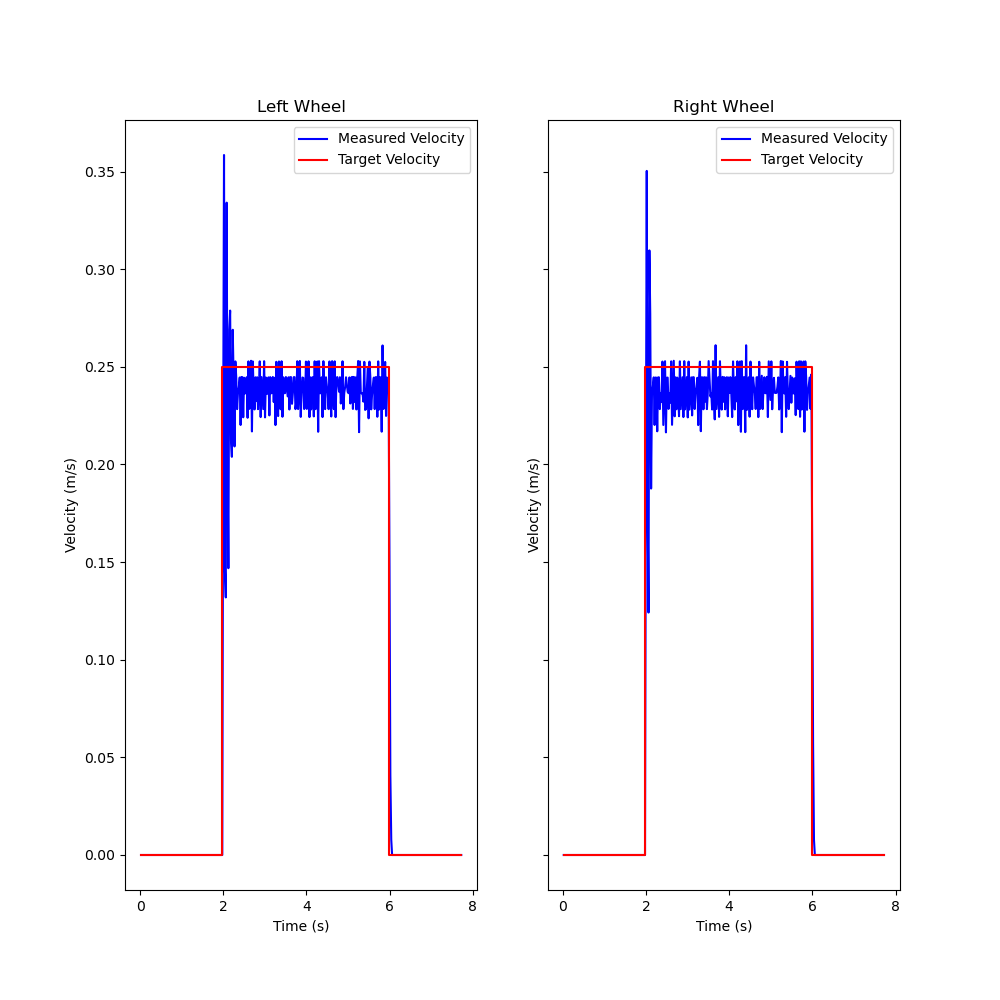 Left Wheel
Measured Velocity
Target Velocity
0.35
0.30
0.25
0.20
0.15
0.10
0.05
0.00
Velocity (m/s)
0 2 4 6 8
Time (s)
Right Wheel
Measured Velocity
Target Velocity
Velocity (m/s)
0 2 4 6 8
Time (s)